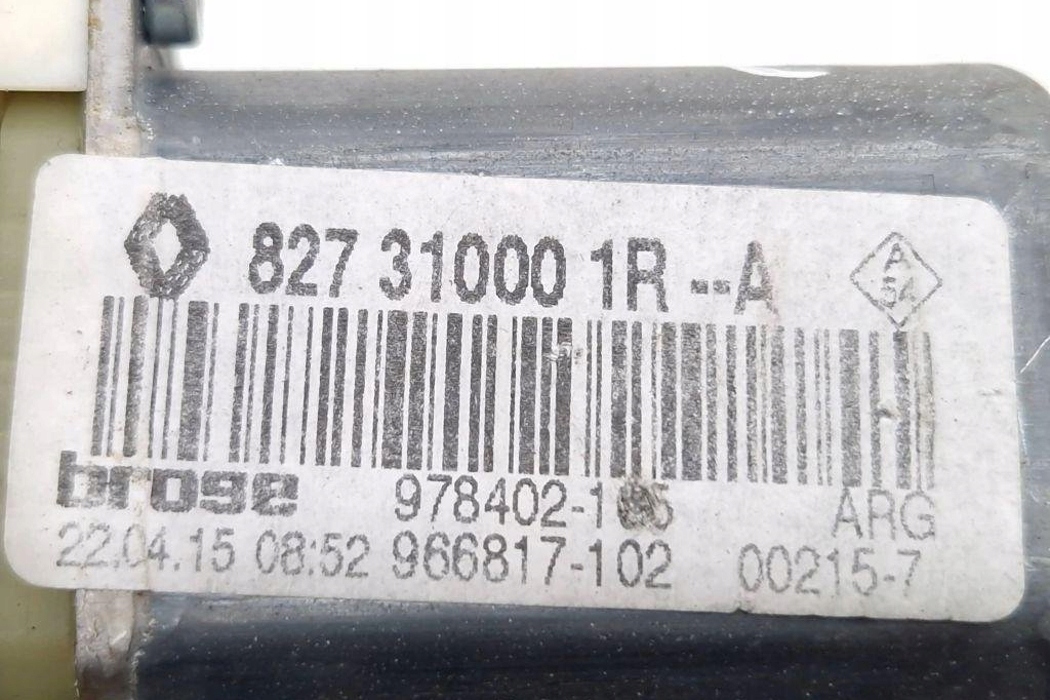 827 31000 1R --A
A
54
brose
978402-1
ARG
22.04.15 08:52 966817-102 00215-7